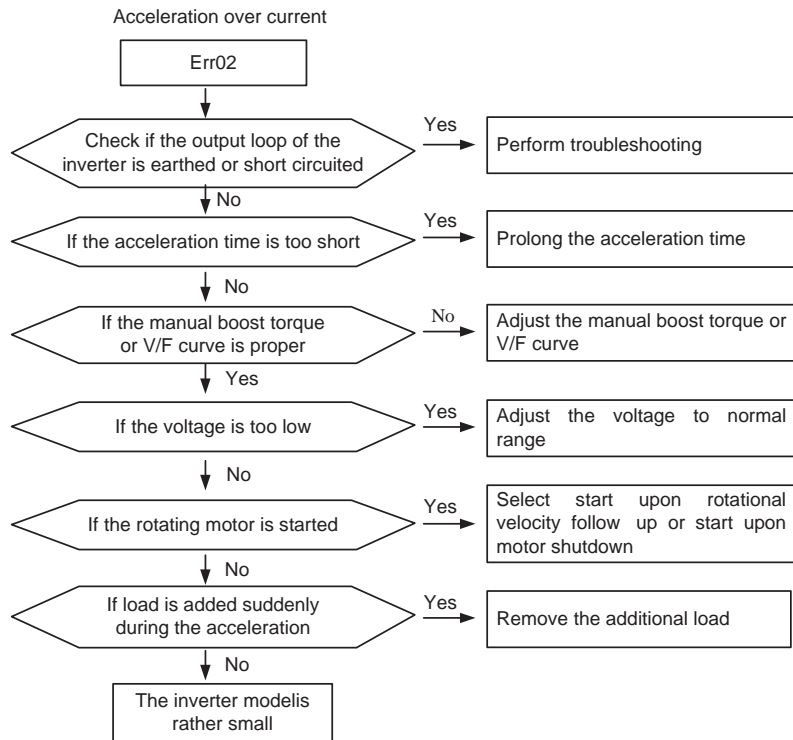 Acceleration over current
Err02
Check if the output loop of the
inverter is earthed or short circuited
Yes
Perform troubleshooting
No
If the acceleration time is too short
Yes
Prolong the acceleration time
No
If the manual boost torque
or V/F curve is proper
No
Adjust the manual boost torque or
V/F curve
Yes
If the voltage is too low
Yes
Adjust the voltage to normal
range
No
If the rotating motor is started
Yes
Select start upon rotational
velocity follow up or start upon
motor shutdown
No
If load is added suddenly
during the acceleration
Yes
Remove the additional load
No
The inverter modelis
rather small